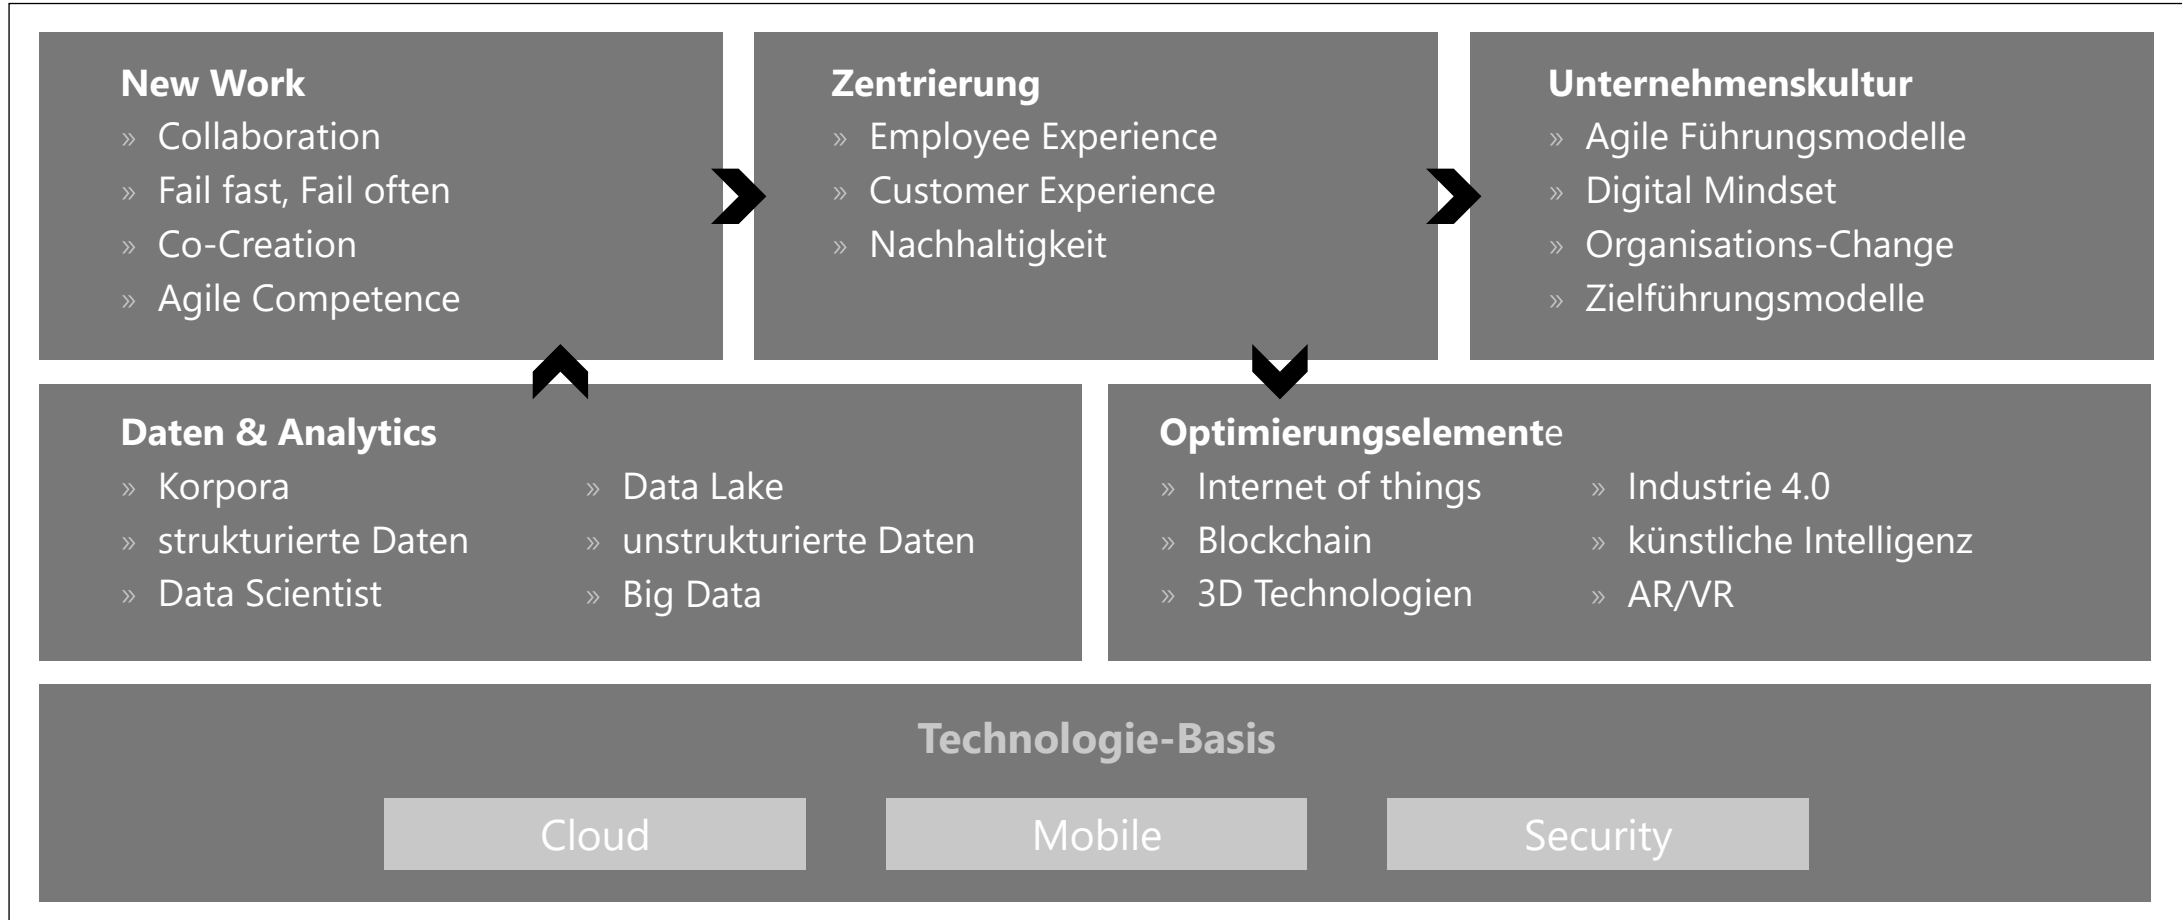 New Work
» Collaboration
» Fail fast, Fail often
» Co-Creation
» Agile Competence
Zentrierung
» Employee Experience
» Customer Experience
» Nachhaltigkeit
Unternehmenskultur
» Agile Führungsmodelle
» Digital Mindset
» Organisations-Change
» Zielführungsmodelle
Daten & Analytics
» Korpora
» strukturierte Daten
» Data Scientist
» Data Lake
» unstrukturierte Daten
» Big Data
Optimierungselemente
» Internet of things
» Blockchain
» 3D Technologien
» Industrie 4.0
» künstliche Intelligenz
» AR/VR
Technologie-Basis
Cloud
Mobile
Security